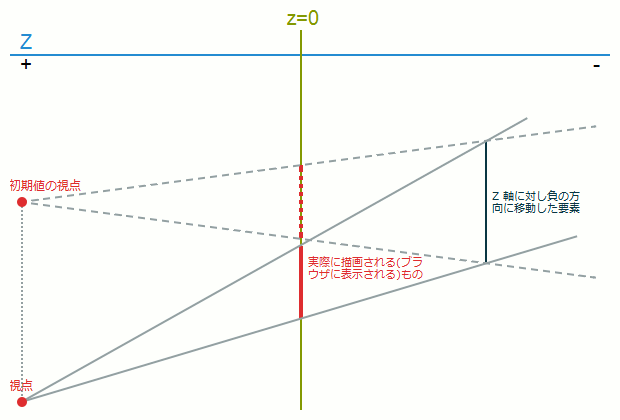 z=0
Z
+
-
初期値の視点
Z 軸に対し負の方
向に移動した要素
実際に描画される(ブラ
ウザに表示される)もの
視点